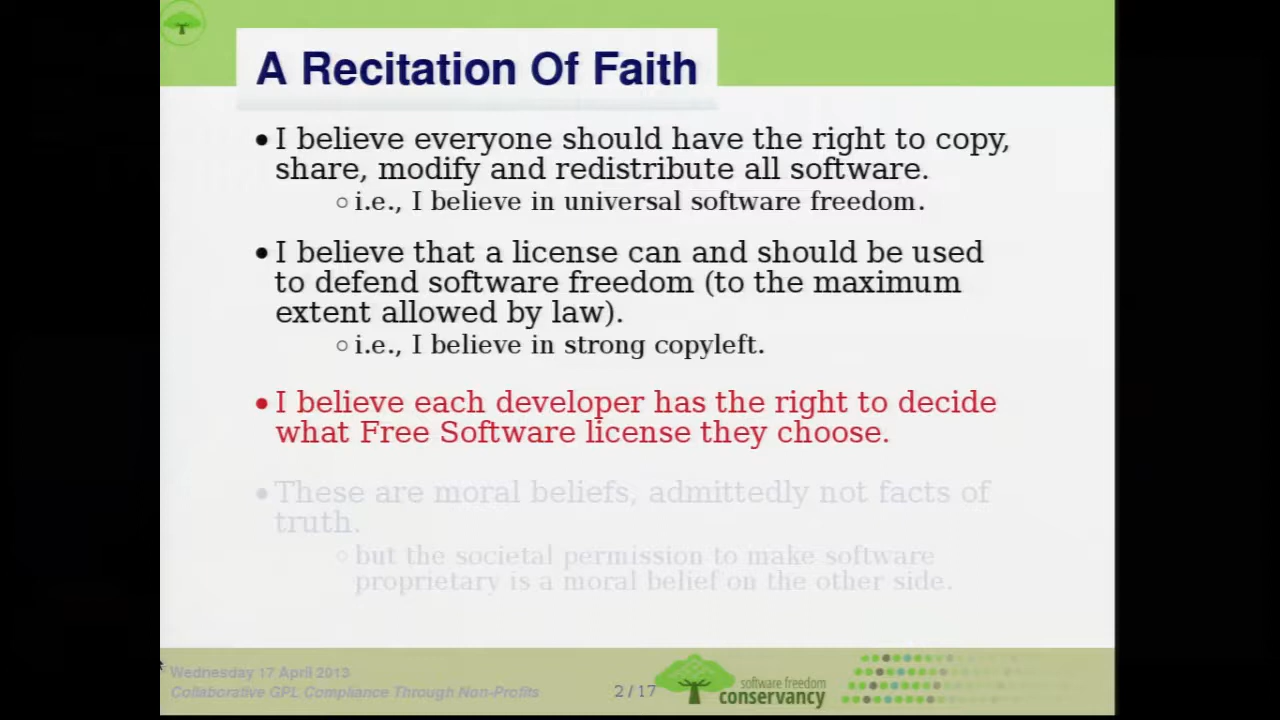 A Recitation Of Faith
• I believe everyone should have the right to copy,
share, modify and redistribute all software.
○ i.e., I believe in universal software freedom.
• I believe that a license can and should be used
to defend software freedom (to the maximum
extent allowed by law).
○ i.e., I believe in strong copyleft.
• I believe each developer has the right to decide
what Free Software license they choose.
• These are moral beliefs, admittedly not facts of
truth.
○ but the societal permission to make software
proprietary is a moral belief on the other side.
Wednesday 17 April 2013
Collaborative GPL Compliance Through Non-Profits
2 / 17
software freedom
conservancy